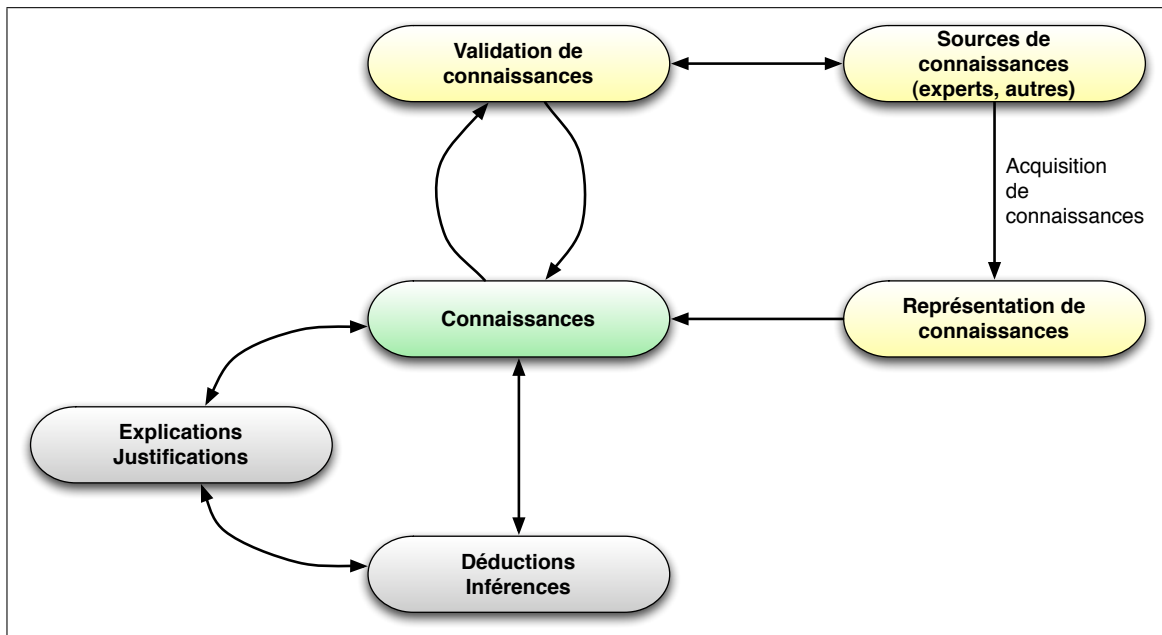 Validation de
connaissances
Sources de
connaissances
(experts, autres)
Acquisition
de
connaissances
Connaissances
Représentation de
connaissances
Explications
Justifications
Déductions
Inférences